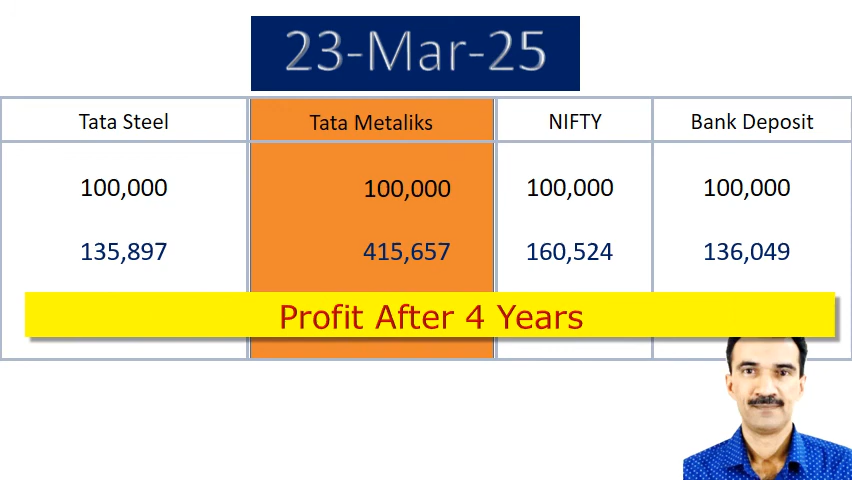 23-Mar-25
Tata Steel Tata Metaliks NIFTY Bank Deposit
100,000 100,000 100,000 100,000
135,897 415,657 160,524 136,049
Profit After 4 Years